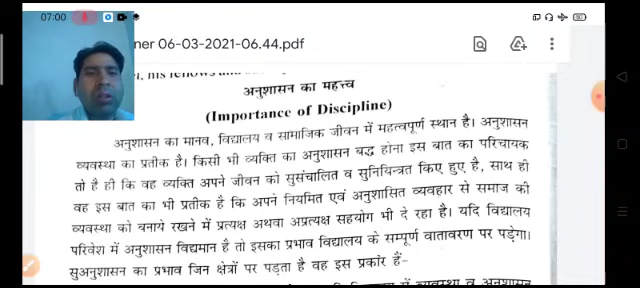 07:00
90
ner 06-03-2021-06.44.pdf
अनुशासन का महत्त्व
(Importance of Discipline)
अनुशासन का मानव, विद्यालय व सामाजिक जीवन में महत्वपूर्ण स्थान है। अनुशासन
व्यवस्था का प्रतीक है। किसी भी व्यक्ति का अनुशासन बद्ध होना इस बात का परिचायक
तो है ही कि वह व्यक्ति अपने जीवन को सुसंचालित व सुनियन्त्रत किए हुए है, साथ ही
वह इस बात का भी प्रतीक है कि अपने नियमित एवं अनुशासित व्यवहार से समाज की
व्यवस्था को बनाये रखने में प्रत्यक्ष अथवा अप्रत्यक्ष सहयोग भी दे रहा है। यदि विद्यालय
परिवेश में अनुशासन विद्यमान है तो इसका प्रभाव विद्यालय के सम्पूर्ण वातावरण पर पड़ेगा।
सुअनुशासन का प्रभाव जिन क्षेत्रों पर पड़ता है वह इस प्रकार हैं-